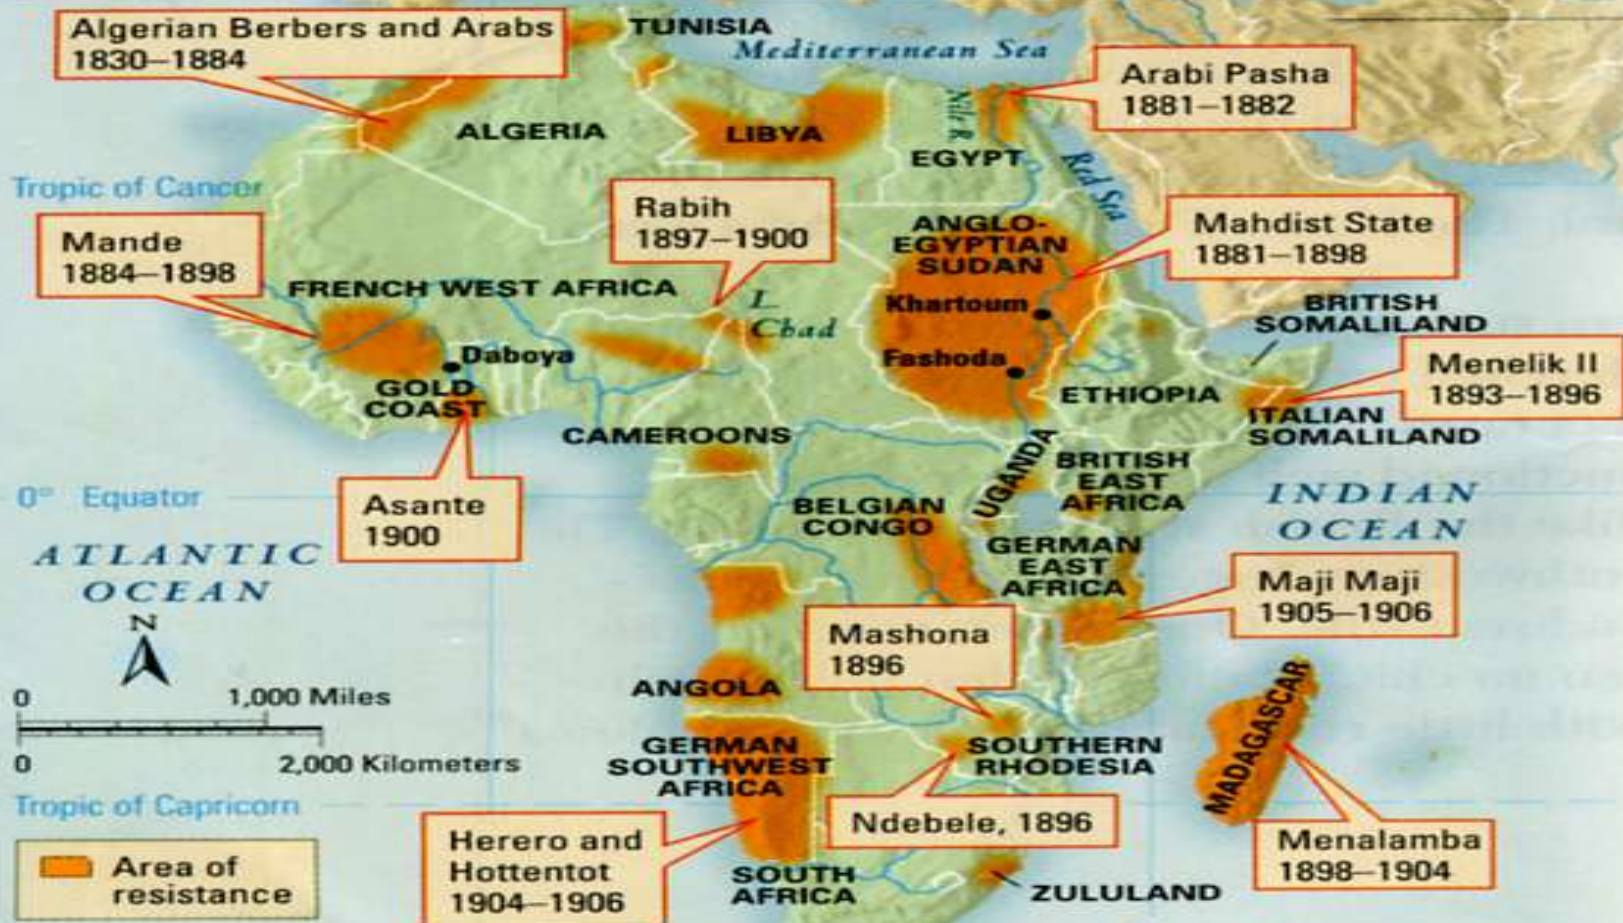 Algerian Berbers and Arabs
1830–1884
TUNISIA
Mediterranean Sea
Arabi Pasha
1881–1882
Nile R.
ALGERIA
LIBYA
EGYPT
Red Sea
Tropic of Cancer
Rabih
1897–1900
Mande
1884–1898
ANGLO-
EGYPTIAN
SUDAN
Mahdist State
1881–1898
FRENCH WEST AFRICA
L.
Chad
Khartoum
BRITISH
SOMALILAND
Daboya
Fashoda
Menelik II
1893–1896
GOLD
COAST
ETHIOPIA
ITALIAN
SOMALILAND
CAMEROONS
UGANDA
BRITISH
EAST
AFRICA
0° Equator
Asante
1900
BELGIAN
CONGO
INDIAN
OCEAN
ATLANTIC
OCEAN
GERMAN
EAST
AFRICA
Maji Maji
1905–1906
N
Mashona
1896
0 1,000 Miles
0 2,000 Kilometers
ANGOLA
MADAGASCAR
GERMAN
SOUTHWEST
AFRICA
SOUTHERN
RHODESIA
Tropic of Capricorn
Ndebele, 1896
Herero and
Hottentot
1904–1906
Menalamba
1898–1904
Area of
resistance
SOUTH
AFRICA
ZULULAND